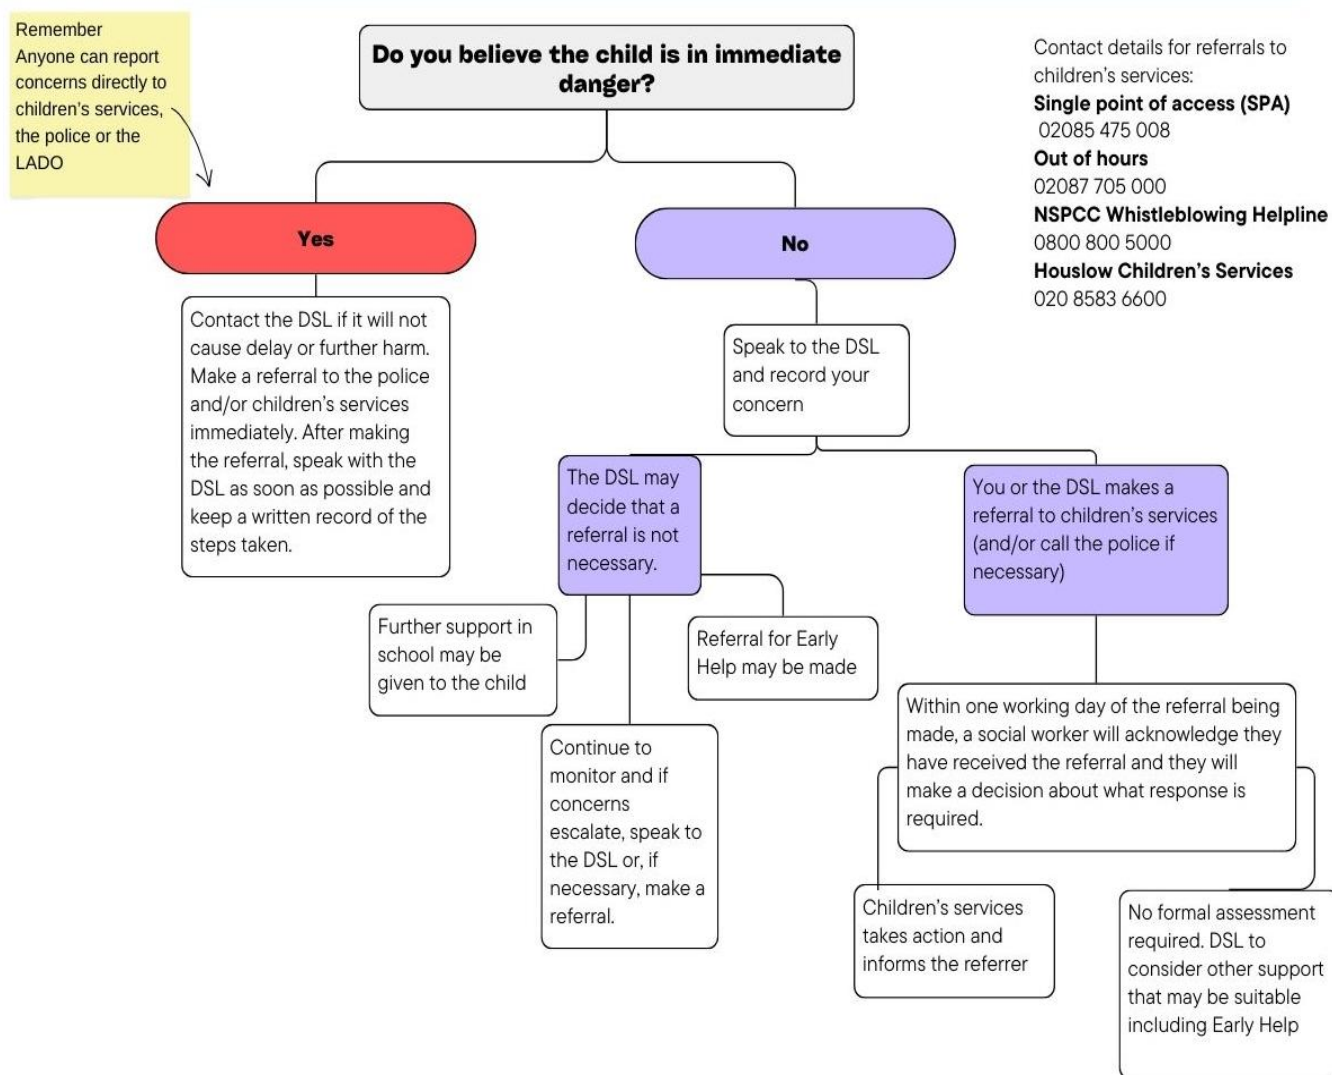 Remember
Anyone can report
concerns directly to
children's services,
the police or the
LADO
Do you believe the child is in immediate
danger?
Contact details for referrals to
children's services:
Single point of access (SPA)
02085 475 008
Out of hours
02087 705 000
NSPCC Whistleblowing Helpline
0800 800 5000
Houslow Children's Services
020 8583 6600
Yes
No
Contact the DSL if it will not
cause delay or further harm.
Make a referral to the police
and/or children's services
immediately. After making
the referral, speak with the
DSL as soon as possible and
keep a written record of the
steps taken.
Speak to the DSL
and record your
concern
The DSL may
decide that a
referral is not
necessary.
You or the DSL makes a
referral to children's services
(and/or call the police if
necessary)
Further support in
school may be
given to the child
Referral for Early
Help may be made
Continue to
monitor and if
concerns
escalate, speak to
the DSL or, if
necessary, make a
referral.
Within one working day of the referral being
made, a social worker will acknowledge they
have received the referral and they will
make a decision about what response is
required.
Children's services
takes action and
informs the referrer
No formal assessment
required. DSL to
consider other support
that may be suitable
including Early Help